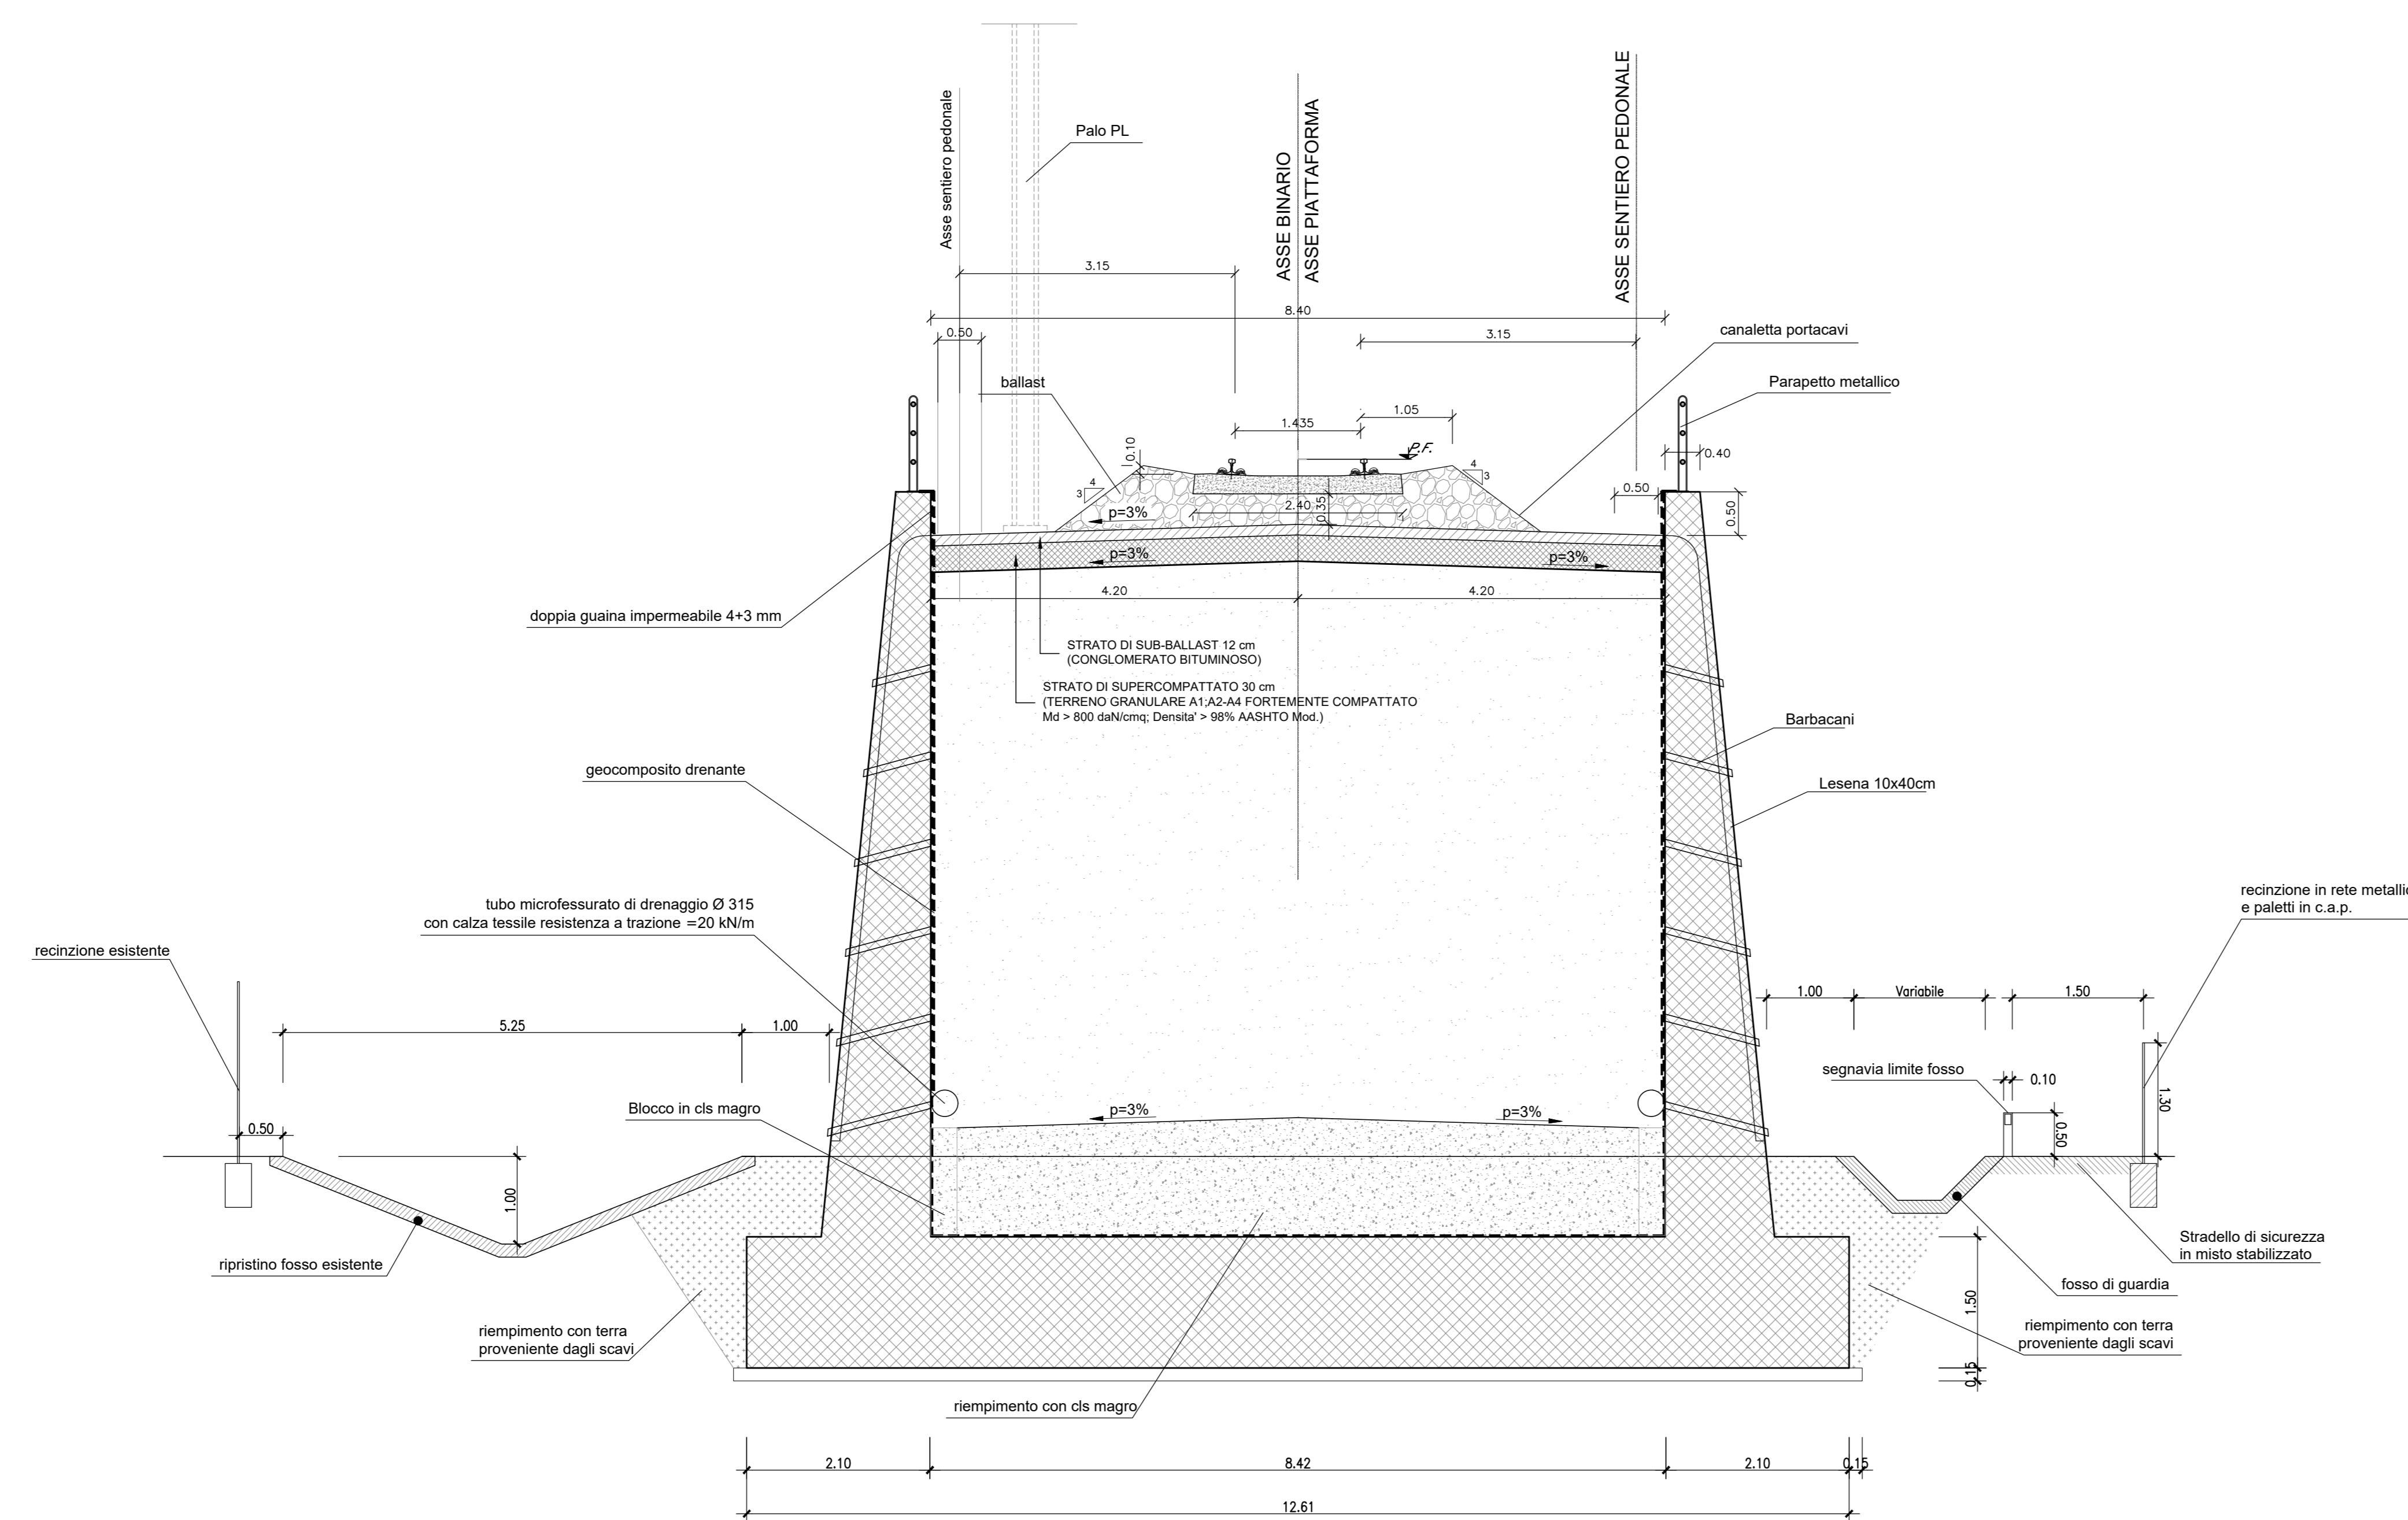 Asse sentiero pedonale
Palo PL
ASSE BINARIO
ASSE PIATTAFORMA
ASSE SENTIERO PEDONALE
3.15
8.40
0.50
3.15
canaletta portacavi
ballast
Parapetto metallico
1.05
1.435
0.10
P.F.
0.40
4
3
4
3
0.50
0.50
p=3%
2.40
0.35
p=3%
p=3%
4.20
4.20
doppia guaina impermeabile 4+3 mm
STRATO DI SUB-BALLAST 12 cm
(CONGLOMERATO BITUMINOSO)
STRATO DI SUPERCOMPATTATO 30 cm
(TERRENO GRANULARE A1;A2-A4 FORTEMENTE COMPATTATO
Md > 800 daN/cmq; Densita' > 98% AASHTO Mod.)
Barbacani
geocomposito drenante
Lesena 10x40cm
tubo microfessurato di drenaggio Ø 315
con calza tessile resistenza a trazione =20 kN/m
recinzione in rete metallic
e paletti in c.a.p.
recinzione esistente
5.25
1.00
1.00
Variabile
1.50
segnavia limite fosso
0.10
1.30
Blocco in cls magro
p=3%
p=3%
0.50
0.50
1.00
Stradello di sicurezza
in misto stabilizzato
ripristino fosso esistente
fosso di guardia
1.50
riempimento con terra
proveniente dagli scavi
riempimento con terra
proveniente dagli scavi
0.15
riempimento con cls magro
2.10
8.42
2.10
0.15
12.61